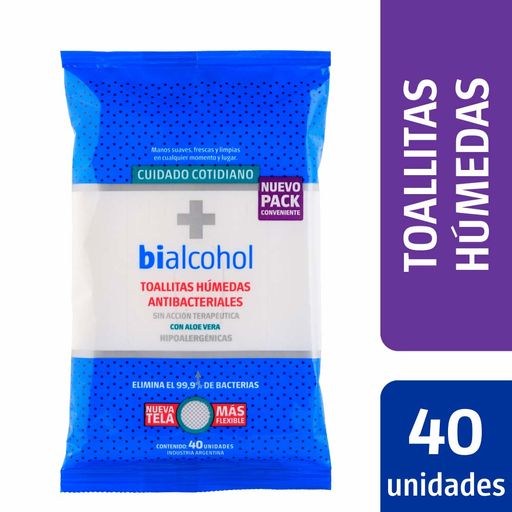 Manos suaves, frescas y limpias
en cualquier momento y lugar.
CUIDADO COTIDIANO
NUEVO
PACK
CONVENIENTE
bialcohol
TOALLITAS HÚMEDAS
ANTIBACTERIALES
SIN ACCIÓN TERAPÉUTICA
CON ALOE VERA
HIPOALERGÉNICAS
ELIMINA EL 99,9% DE BACTERIAS
NUEVA
TELA
MÁS
FLEXIBLE
CONTENIDO: 40 UNIDADES
INDUSTRIA ARGENTINA
TOALLITAS
HÚMEDAS
40
unidades